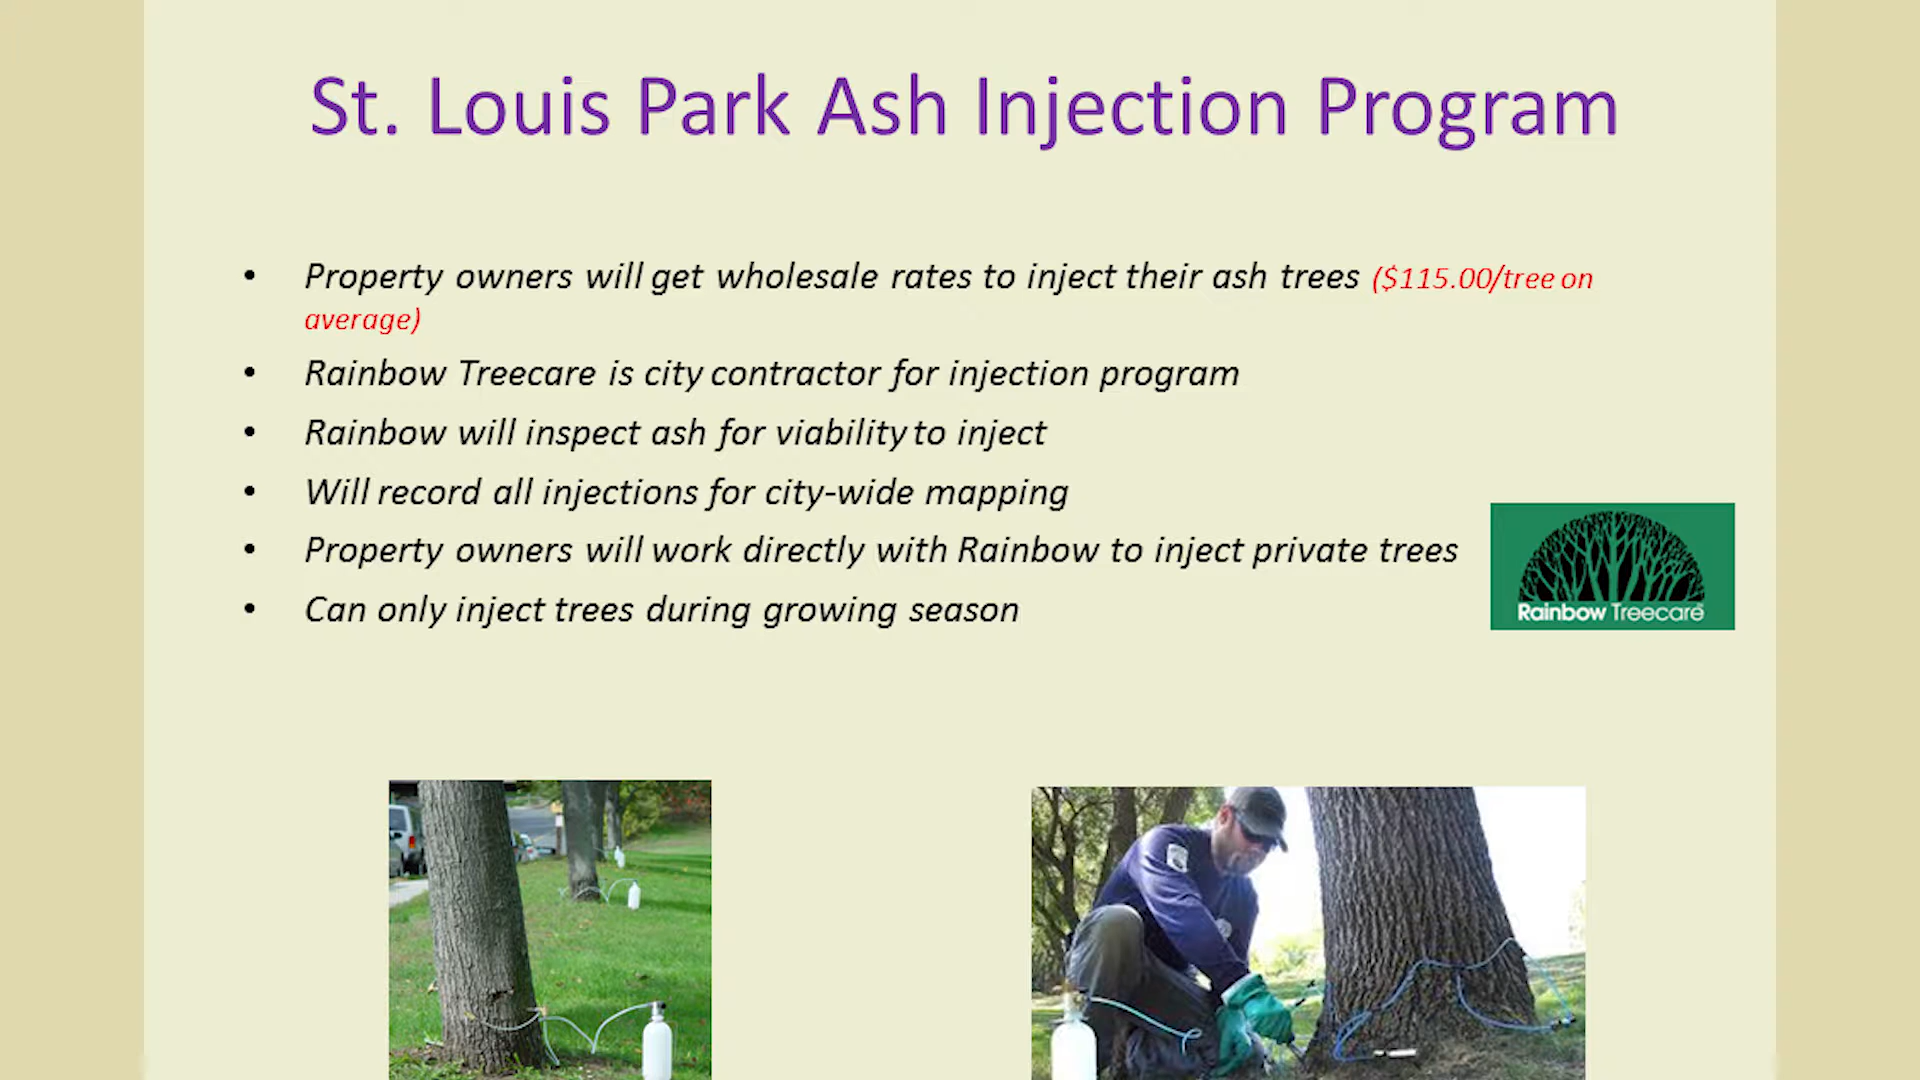 St. Louis Park Ash Injection Program
• Property owners will get wholesale rates to inject their ash trees ($115.00/tree on
average)
• Rainbow Treecare is city contractor for injection program
• Rainbow will inspect ash for viability to inject
• Will record all injections for city-wide mapping
• Property owners will work directly with Rainbow to inject private trees
• Can only inject trees during growing season
Rainbow Treecare